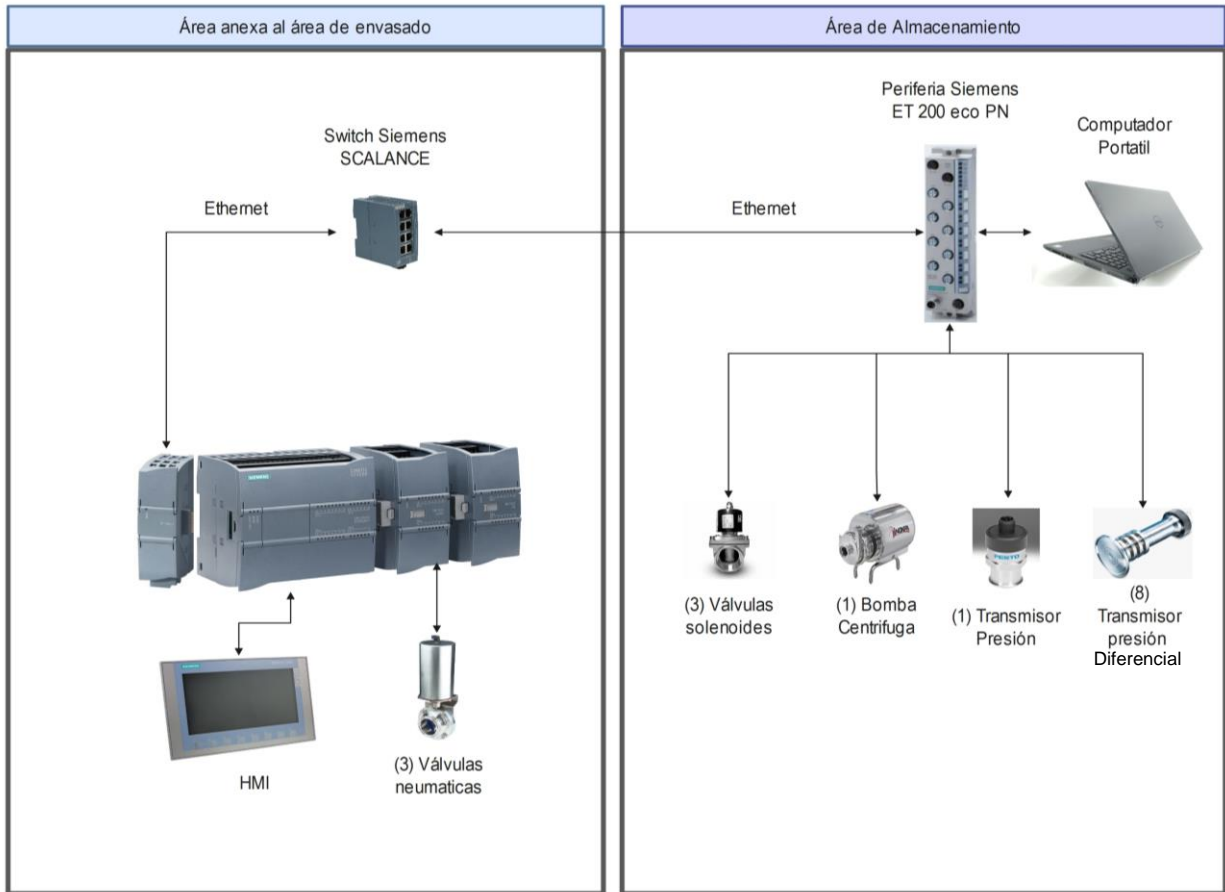 Área anexa al área de envasado
Área de Almacenamiento
Periferia Siemens
ET 200 eco PN
Computador
Portatil
Switch Siemens
SCALANCE
Ethernet
Ethernet
SIEMENS
FESTO
(3) Válvulas
solenoides
(1) Bomba
Centrifuga
(1) Transmisor
Presión
(8)
Transmisor
presión
Diferencial
HMI
(3) Válvulas
neumaticas